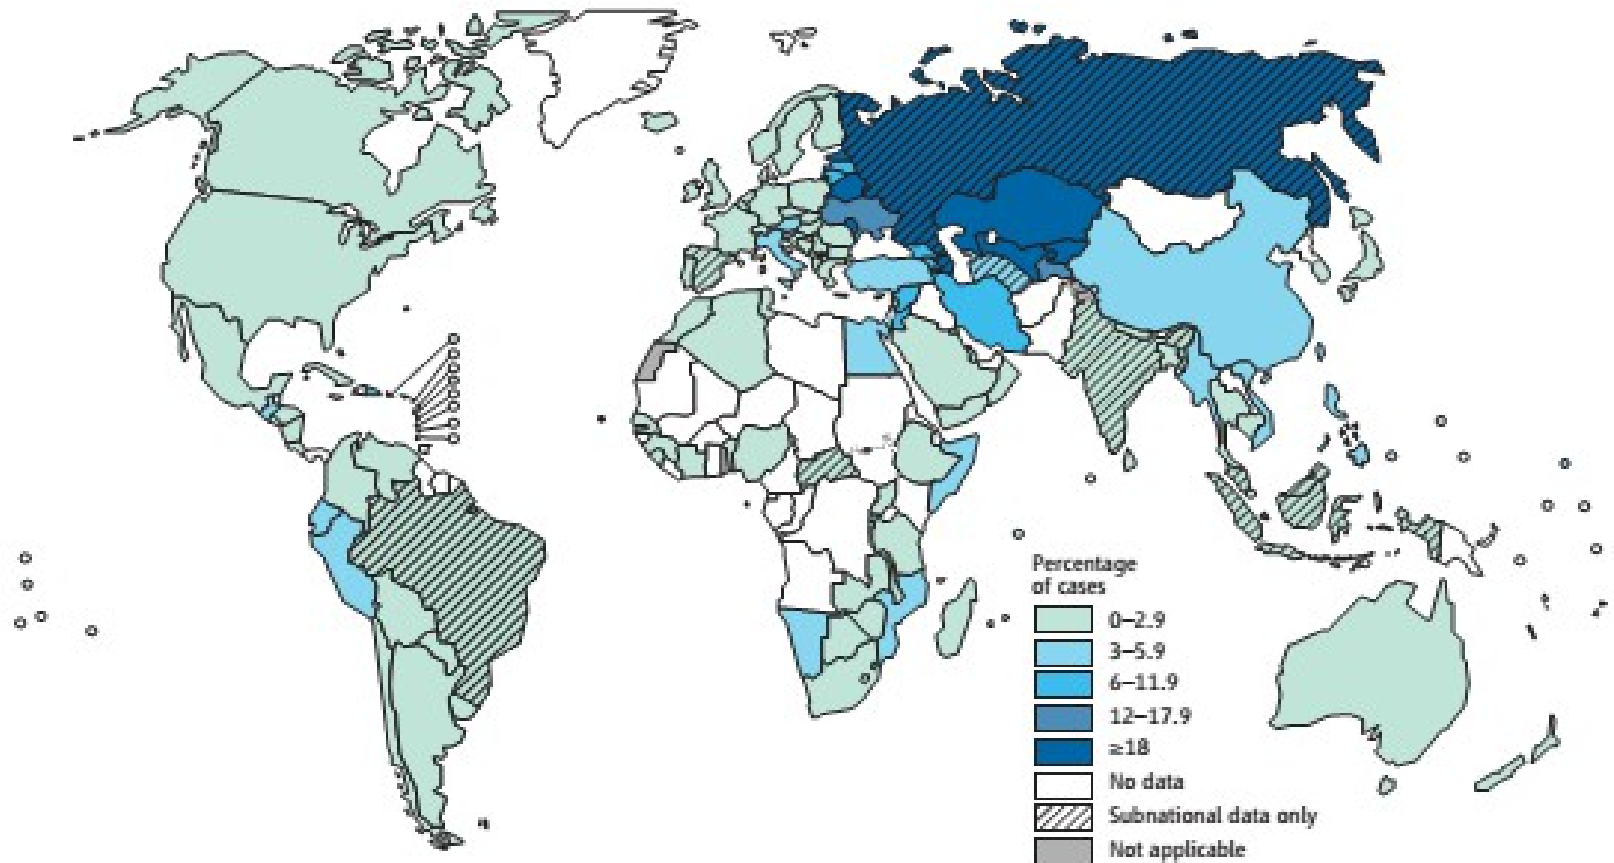 Percentage
of cases
0–2.9
3–5.9
6–11.9
12–17.9
≥18
No data
Subnational data only
Not applicable